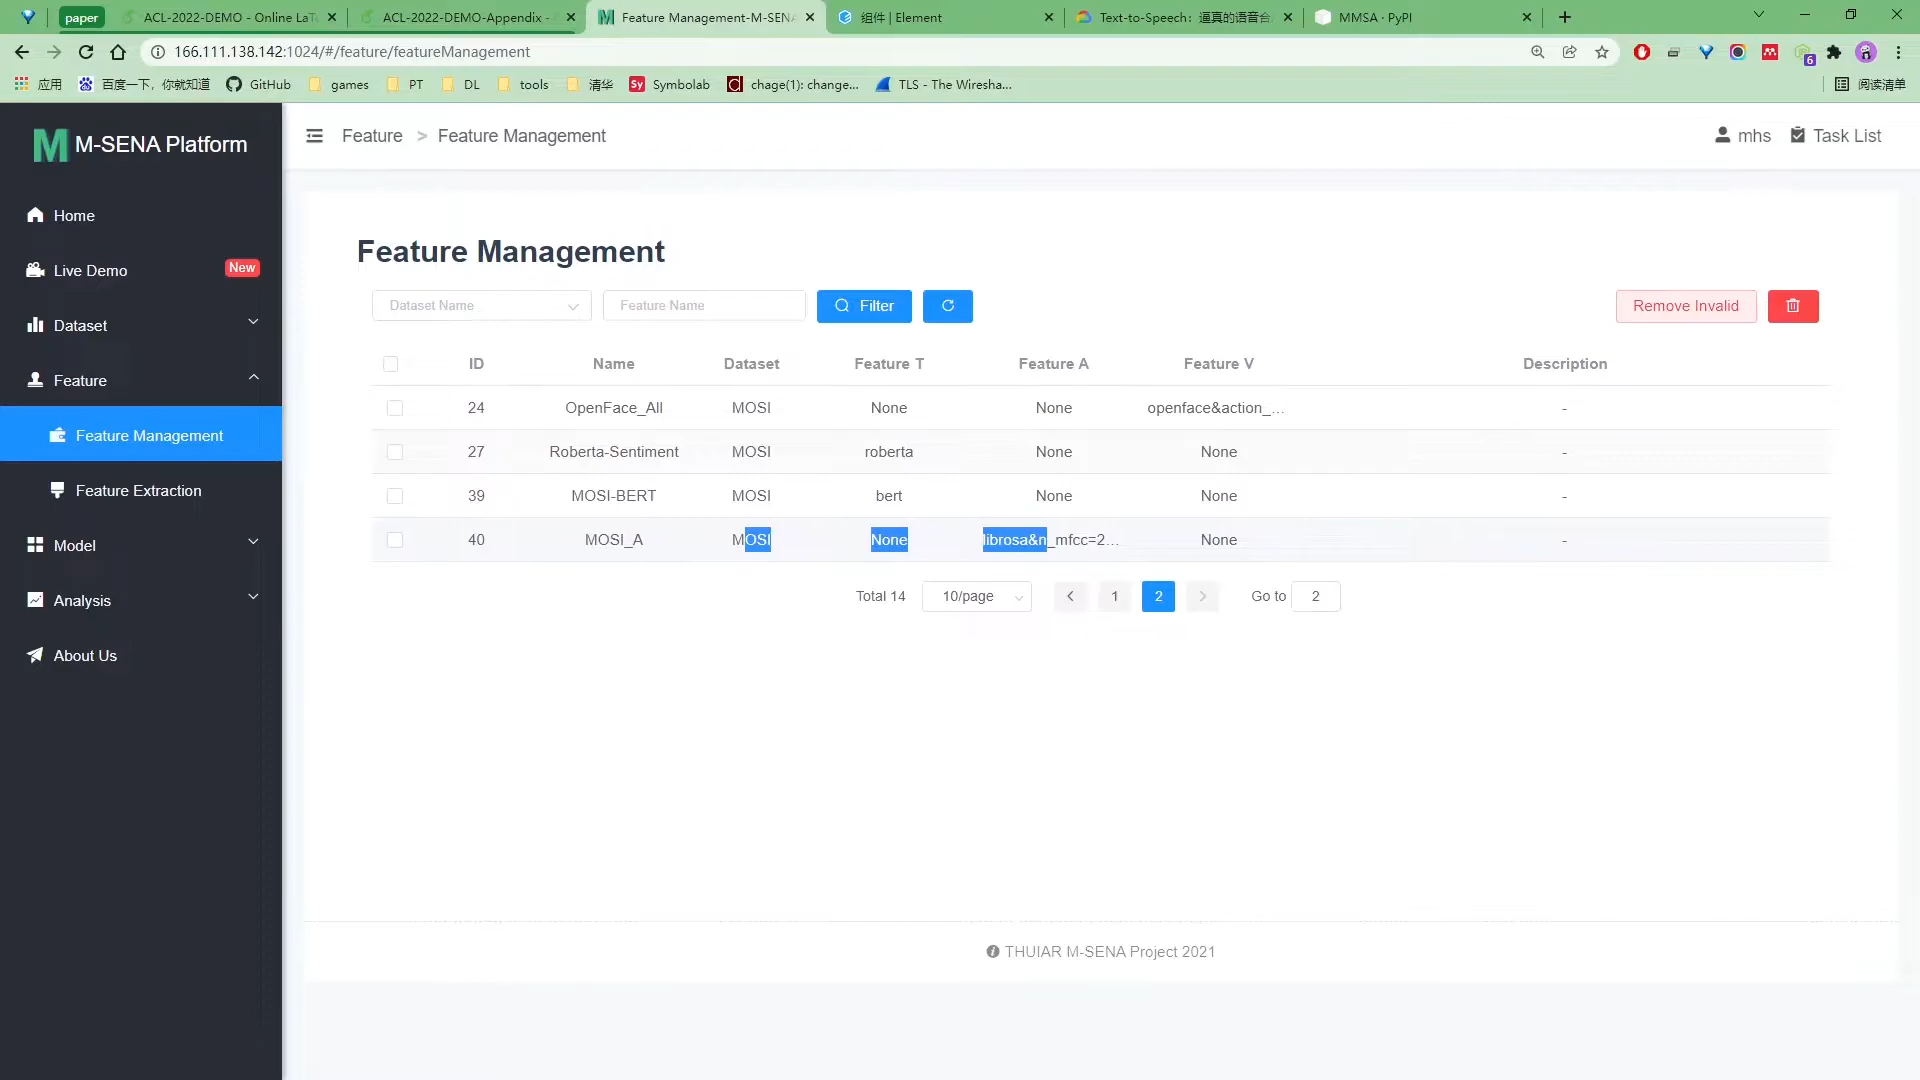 paper
ACL-2022-DEMO - Online LaTe
ACL-2022-DEMO-Appendix -
Feature Management-M-SENA
组件 | Element
Text-to-Speech：逼真的语音合
MMSA · PyPI
166.111.138.142:1024/#/feature/featureManagement
6
应用
百度一下，你就知道
GitHub
games
PT
DL
tools
清华
Sy Symbolab
chage(1): change...
TLS - The Wiresha...
阅读清单
M-SENA Platform
Feature > Feature Management
mhs
Task List
Home
Live Demo
New
Dataset
Feature
Feature Management
Feature Extraction
Model
Analysis
About Us
Feature Management
Dataset Name
Feature Name
Filter
Remove Invalid
ID Name Dataset Feature T Feature A Feature V Description
24 OpenFace_All MOSI None None openface&action_... -
27 Roberta-Sentiment MOSI roberta None None -
39 MOSI-BERT MOSI bert None None -
40 MOSI_A MOSI None librosa&n_mfcc=2... None -
Total 14 10/page 1 2 Go to 2
THUIAR M-SENA Project 2021